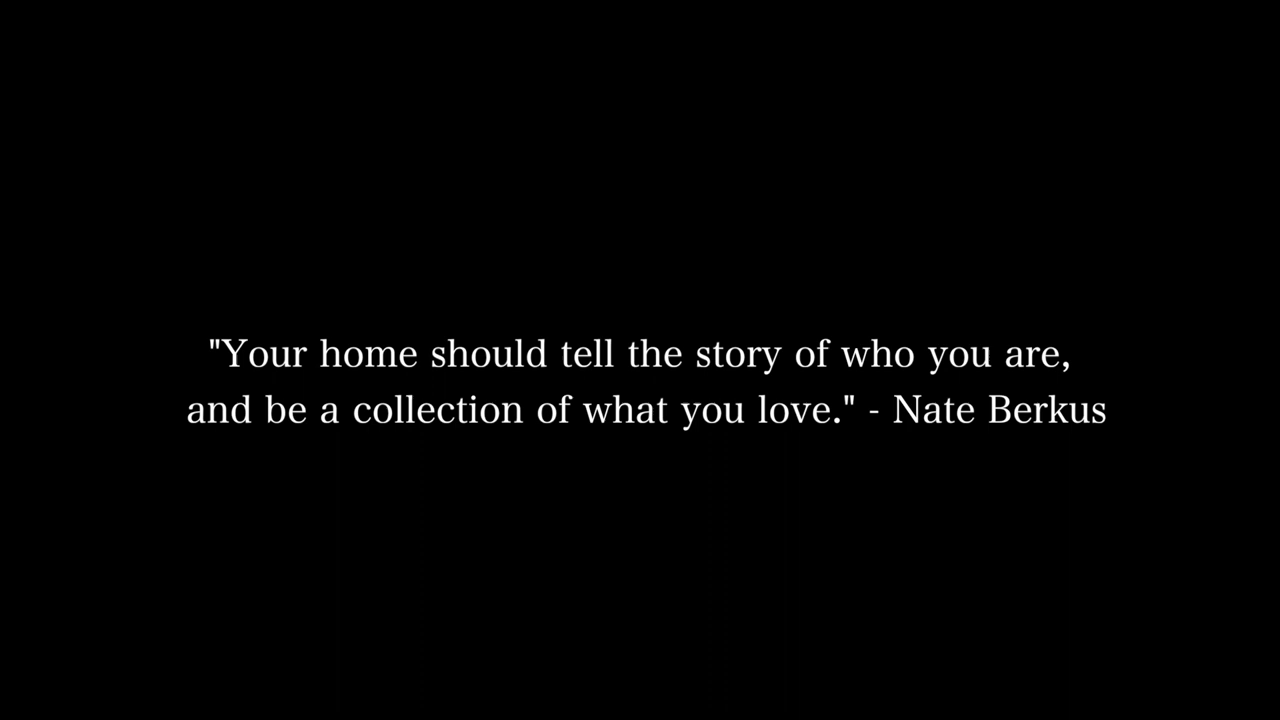 "Your home should tell the story of who you are,
and be a collection of what you love." - Nate Berkus